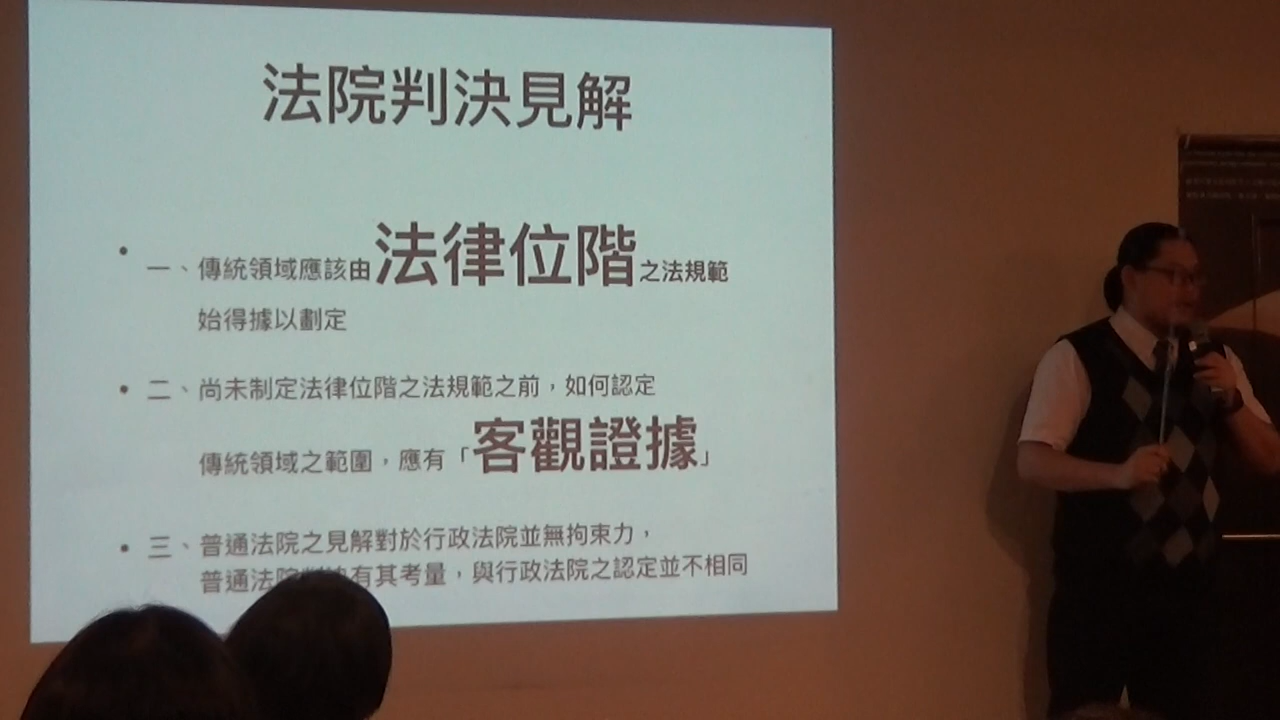 法院判決見解
• 一、傳統領域應該由法律位階之法規範
始得據以劃定
• 二、尚未制定法律位階之法規範之前，如何認定
傳統領域之範圍，應有「客觀證據」
• 三、普通法院之見解對於行政法院並無拘束力，
普通法院有其考量，與行政法院之認定並不相同